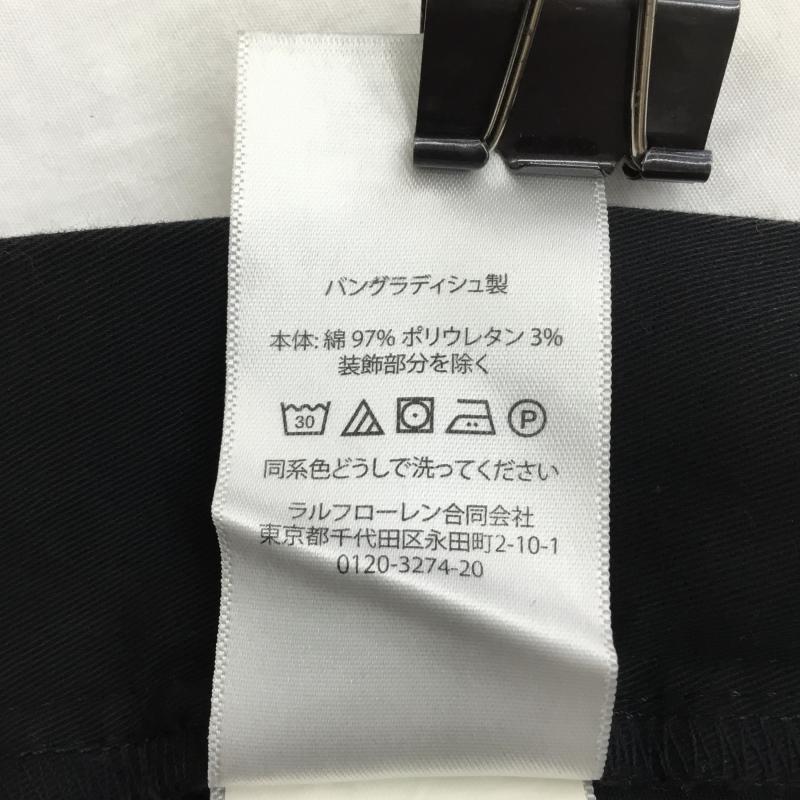 バングラディシュ製
本体: 綿 97% ポリウレタン 3%
装飾部分を除く
30 P
同系色どうしで洗ってください
ラルフローレン合同会社
東京都千代田区永田町2-10-1
0120-3274-20